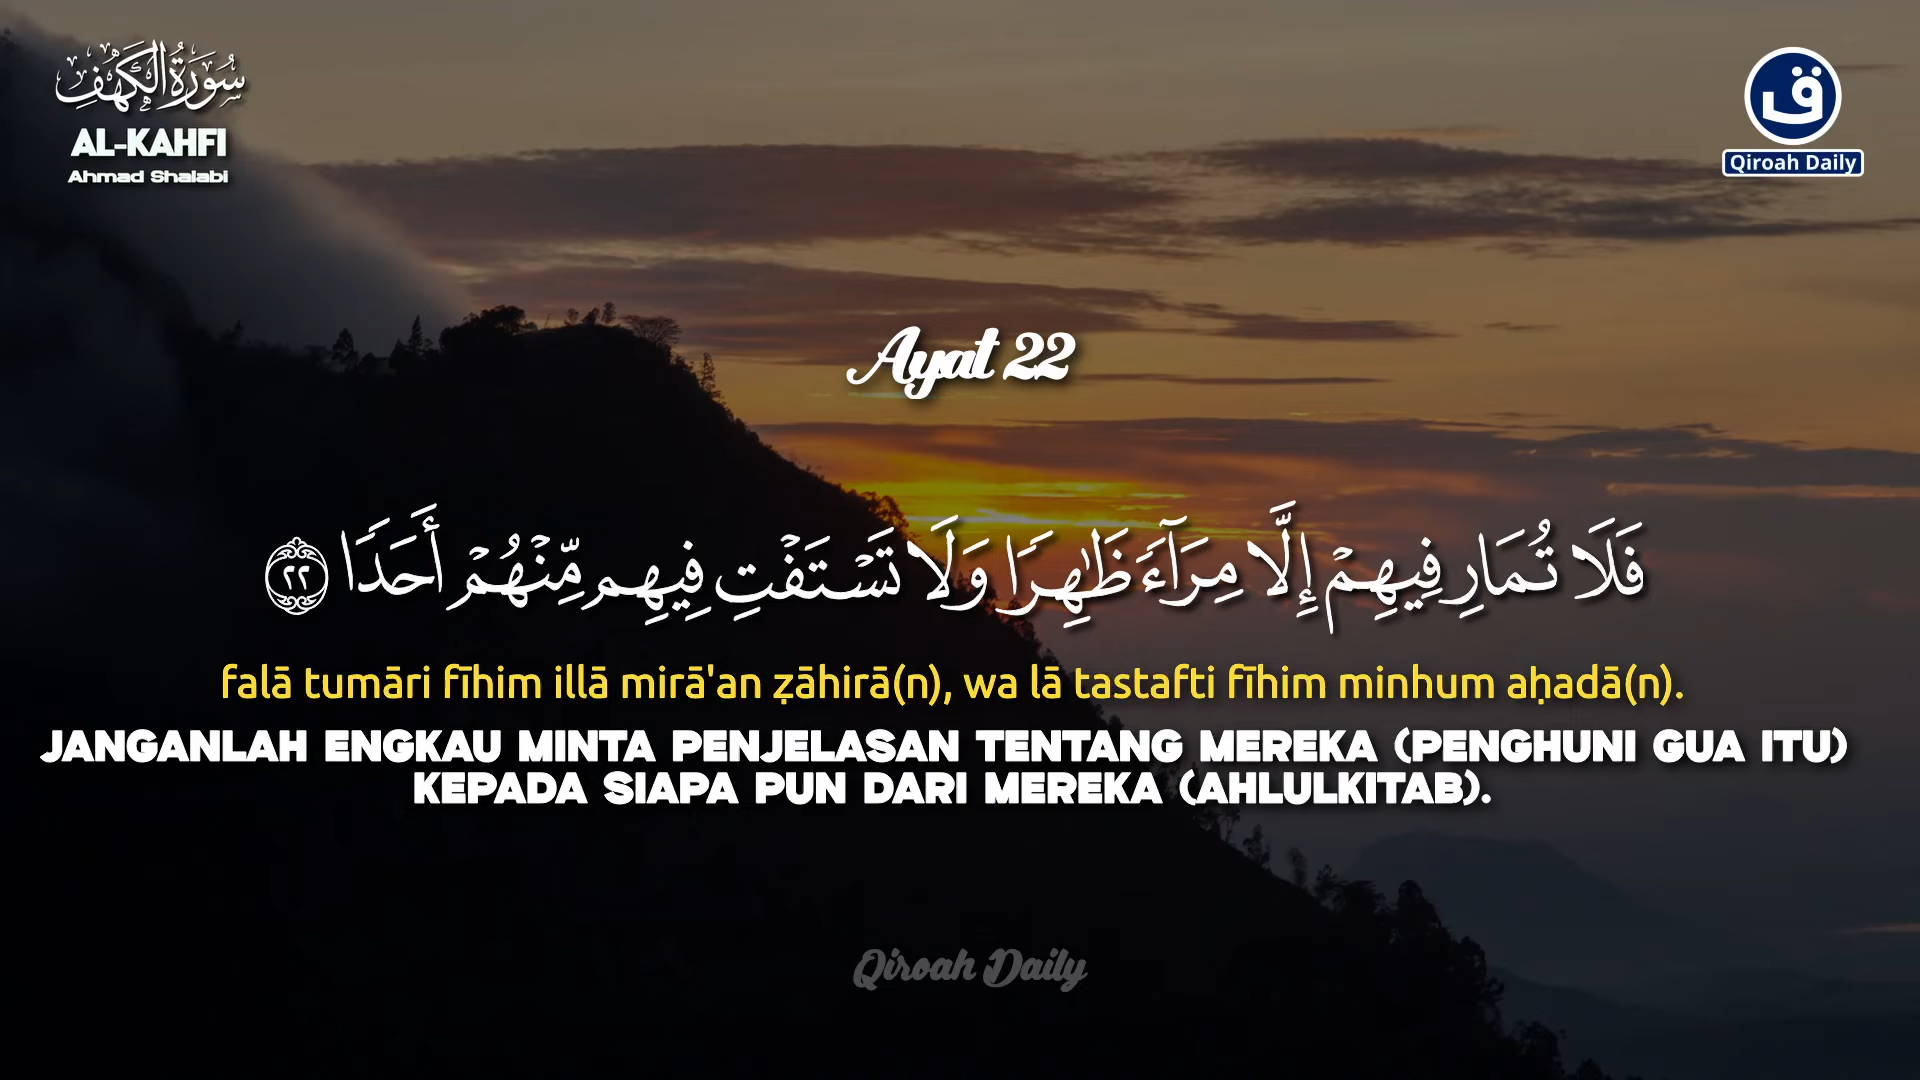 سُورَةُ الْكَهْفِ
AL-KAHFI
Ahmad Shalabi
ق
Qiroah Daily
Ayat 22
فَلَا تُمَارِ فِيهِمْ إِلَّا مِرَآءً ظَٰهِرًا وَلَا تَسْتَفْتِ فِيهِم مِّنْهُمْ أَحَدًا ٢٢
falā tumāri fīhim illā mirā'an ẓāhirā(n), wa lā tastafti fīhim minhum aḥadā(n).
JANGANLAH ENGKAU MINTA PENJELASAN TENTANG MEREKA (PENGHUNI GUA ITU)
KEPADA SIAPA PUN DARI MEREKA (AHLULKITAB).
Qiroah Daily